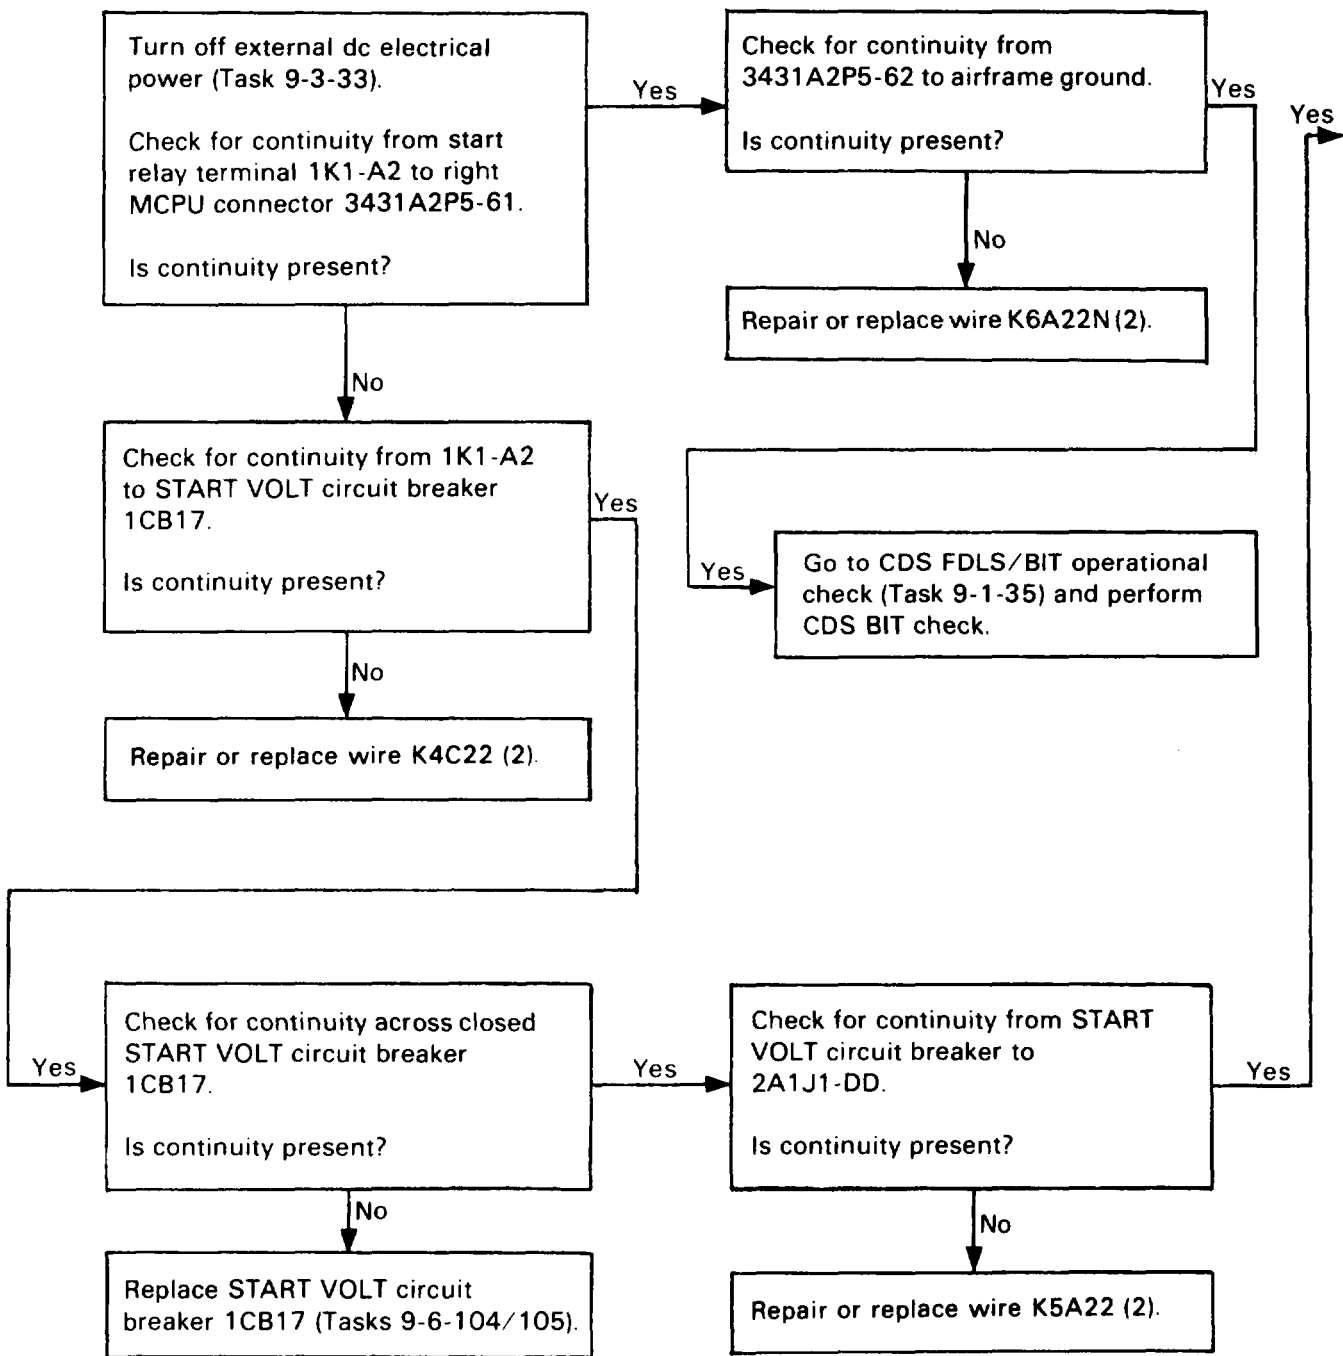 Turn off external dc electrical
power (Task 9-3-33).
Check for continuity from start
relay terminal 1K1-A2 to right
MCPU connector 3431A2P5-61.
Is continuity present?
Yes
Check for continuity from
3431A2P5-62 to airframe ground.
Is continuity present?
Yes
Yes
No
Repair or replace wire K6A22N (2).
No
Check for continuity from 1K1-A2
to START VOLT circuit breaker
1CB17.
Is continuity present?
Yes
Yes
Go to CDS FDLS/BIT operational
check (Task 9-1-35) and perform
CDS BIT check.
No
Repair or replace wire K4C22 (2).
Yes
Check for continuity across closed
START VOLT circuit breaker
1CB17.
Is continuity present?
Yes
Check for continuity from START
VOLT circuit breaker to
2A1J1-DD.
Is continuity present?
Yes
No
Replace START VOLT circuit
breaker 1CB17 (Tasks 9-6-104/105).
No
Repair or replace wire K5A22 (2).